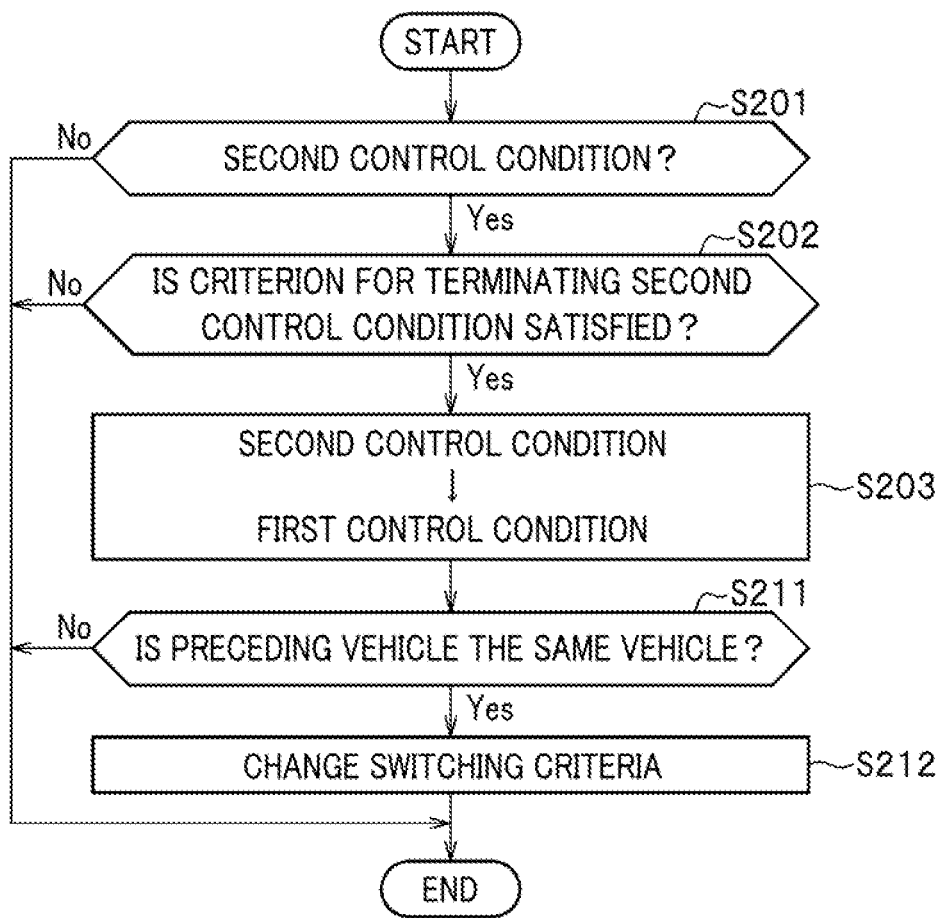 START
S201
No
SECOND CONTROL CONDITION?
Yes
S202
No
IS CRITERION FOR TERMINATING SECOND
CONTROL CONDITION SATISFIED?
Yes
SECOND CONTROL CONDITION
↓
FIRST CONTROL CONDITION
S203
S211
No
IS PRECEDING VEHICLE THE SAME VEHICLE?
Yes
CHANGE SWITCHING CRITERIA
S212
END